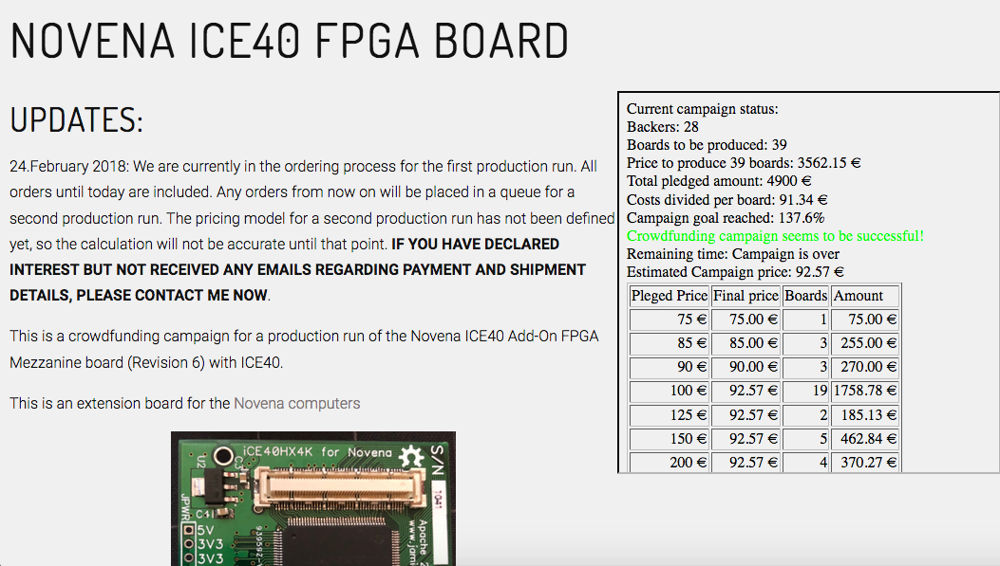 NOVENA ICE40 FPGA BOARD
UPDATES:
24.February 2018: We are currently in the ordering process for the first production run. All
orders until today are included. Any orders from now on will be placed in a queue for a
second production run. The pricing model for a second production run has not been defined
yet, so the calculation will not be accurate until that point. IF YOU HAVE DECLARED
INTEREST BUT NOT RECEIVED ANY EMAILS REGARDING PAYMENT AND SHIPMENT
DETAILS, PLEASE CONTACT ME NOW.
This is a crowdfunding campaign for a production run of the Novena ICE40 Add-On FPGA
Mezzanine board (Revision 6) with ICE40.
This is an extension board for the Novena computers
Current campaign status:
Backers: 28
Boards to be produced: 39
Price to produce 39 boards: 3562.15 €
Total pledged amount: 4900 €
Costs divided per board: 91.34 €
Campaign goal reached: 137.6%
Crowdfunding campaign seems to be successful!
Remaining time: Campaign is over
Estimated Campaign price: 92.57 €
Pleged Price Final price Boards Amount
75 € 75.00 € 1 75.00 €
85 € 85.00 € 3 255.00 €
90 € 90.00 € 3 270.00 €
100 € 92.57 € 19 1758.78 €
125 € 92.57 € 2 185.13 €
150 € 92.57 € 5 462.84 €
200 € 92.57 € 4 370.27 €
iCE40HX4K for Novena
S/N
U2
JPWR
5V
3V3
3V3
Apache